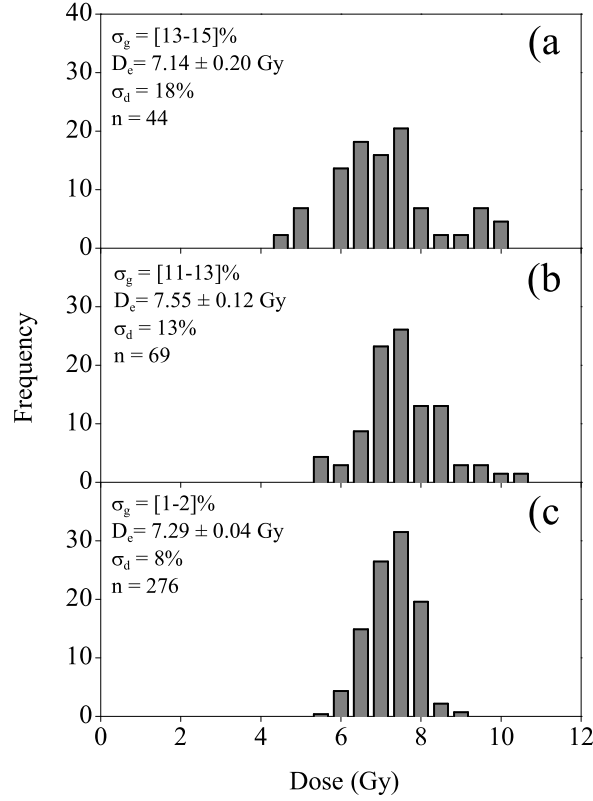 40
30
20
10
0
σg = [13-15]%
De= 7.14 ± 0.20 Gy
σd = 18%
n = 44
(a
30
20
10
0
σg = [11-13]%
De= 7.55 ± 0.12 Gy
σd = 13%
n = 69
(b
Frequency
30
20
10
0
σg = [1-2]%
De= 7.29 ± 0.04 Gy
σd = 8%
n = 276
(c
0 2 4 6 8 10 12
Dose (Gy)